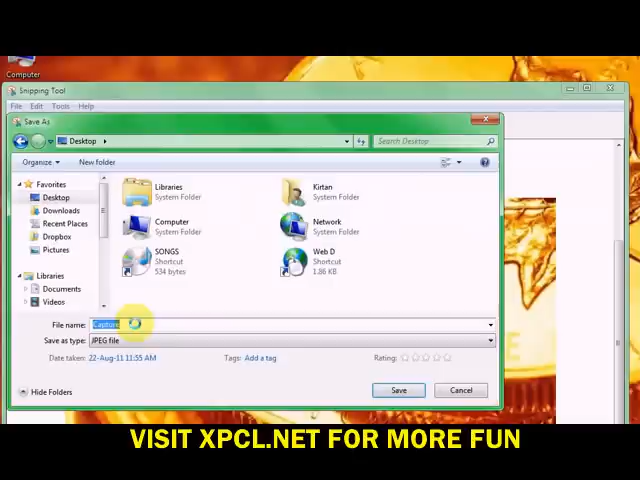 Computer
Snipping Tool
File Edit Tools Help
Save As
Desktop
Search Desktop
Organize New folder
Favorites
Desktop
Downloads
Recent Places
Dropbox
Pictures
Libraries
Documents
Videos
Libraries
System Folder
Kirtan
System Folder
Computer
System Folder
Network
System Folder
SONGS
Shortcut
534 bytes
Web D
Shortcut
1.86 KB
File name: Capture
Save as type: JPEG file
Date taken: 22-Aug-11 11:55 AM Tags: Add a tag Rating:
Hide Folders Save Cancel
VISIT XPCL.NET FOR MORE FUN